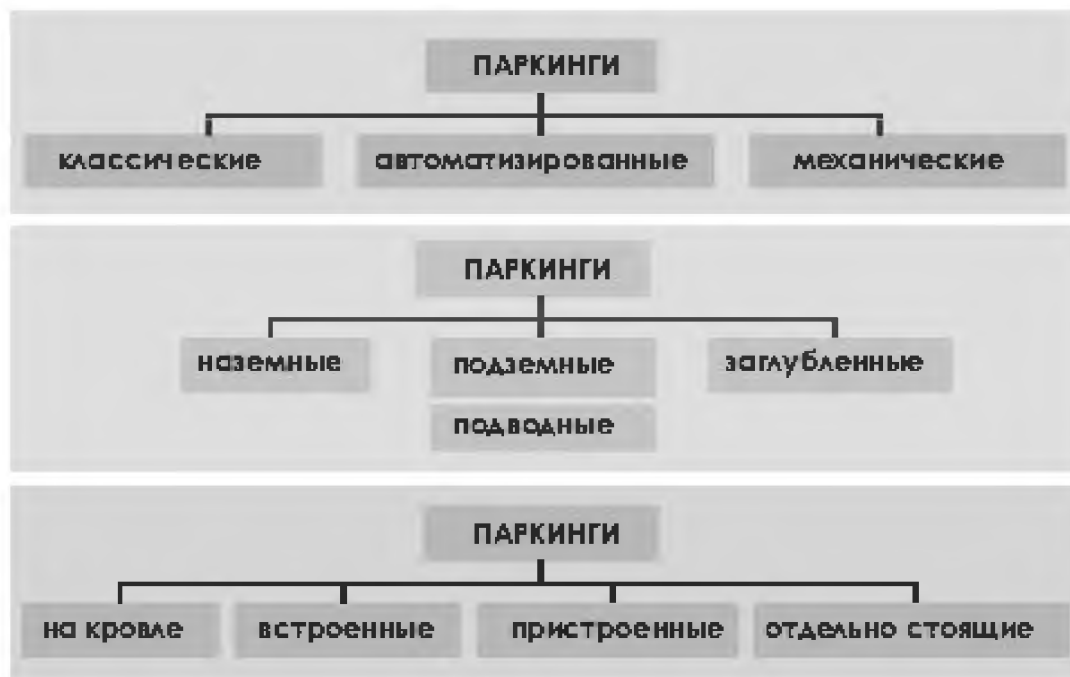 ПАРКИНГИ
классические автоматизированные механические
ПАРКИНГИ
наземные подземные заглубленные
подводные
ПАРКИНГИ
на кровле встроенные пристроенные отдельно стоящие